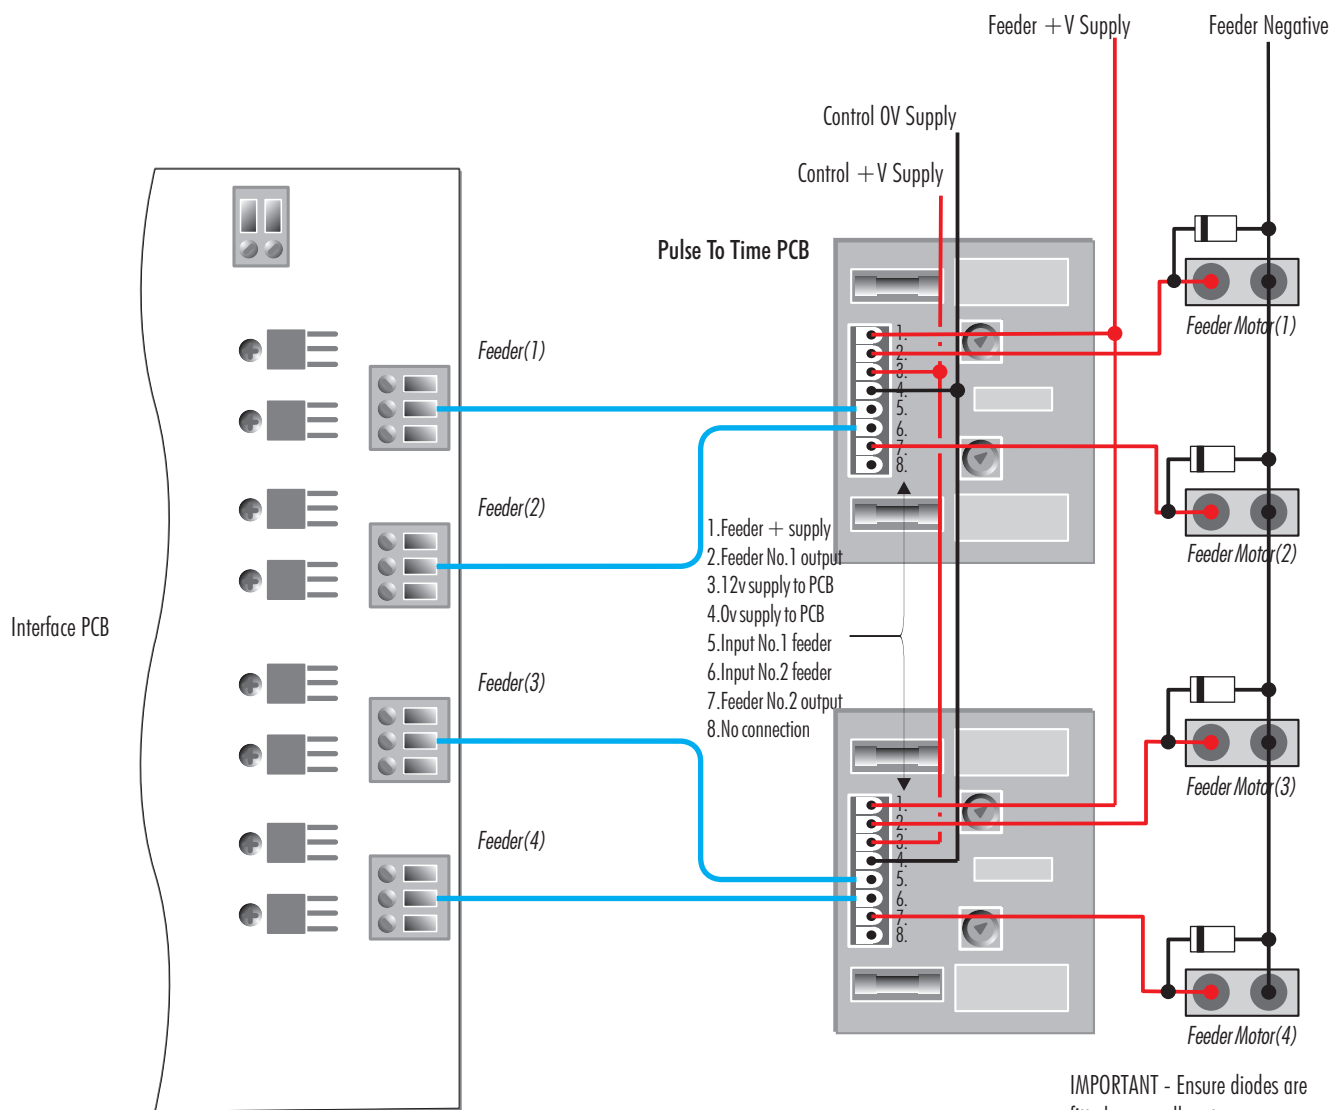 Feeder +V Supply
Feeder Negative
Control 0V Supply
Control +V Supply
Pulse To Time PCB
Feeder(1)
Feeder Motor(1)
1.
2.
3.
4.
5.
6.
7.
8.
Feeder(2)
Feeder Motor(2)
1.Feeder + supply
2.Feeder No.1 output
3.12v supply to PCB
4.0v supply to PCB
5.Input No.1 feeder
6.Input No.2 feeder
7.Feeder No.2 output
8.No connection
Interface PCB
Feeder(3)
Feeder Motor(3)
1.
2.
3.
4.
5.
6.
7.
8.
Feeder(4)
Feeder Motor(4)
IMPORTANT - Ensure diodes are